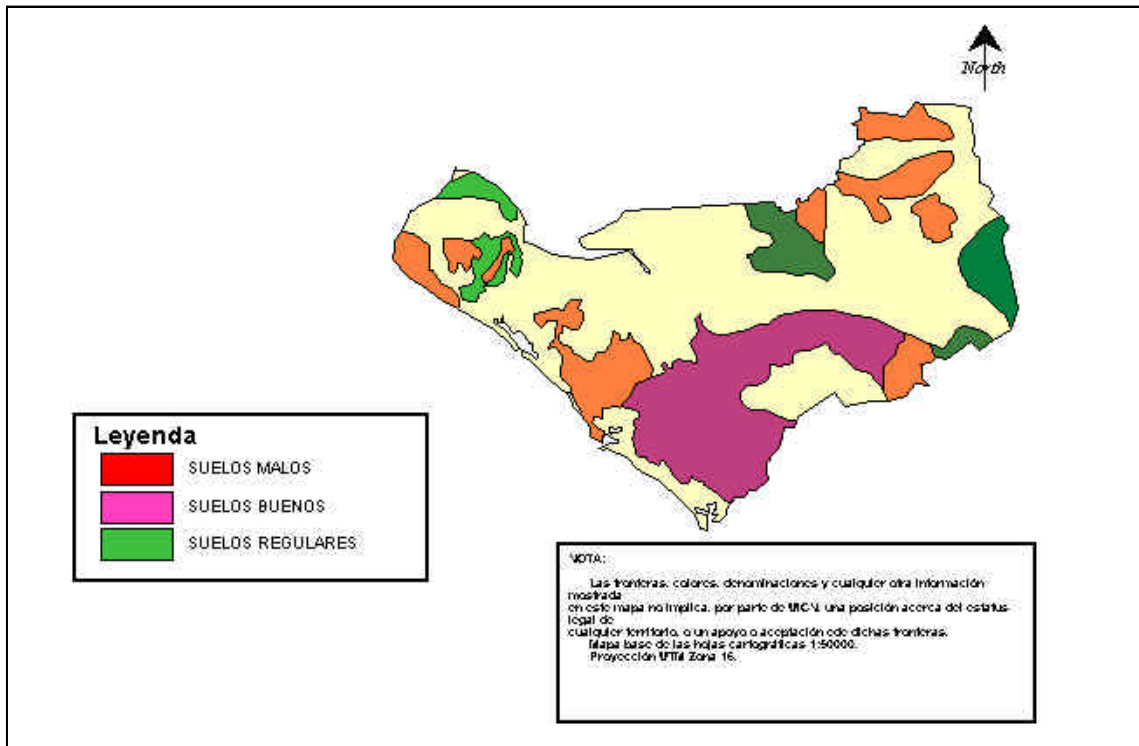 North
Leyenda
SUELOS MALOS
SUELOS BUENOS
SUELOS REGULARES
NOTA:
Las fronteras, colores, denominaciones y cualquier otra información
mostrada
en este mapa no implica, por parte de UICN, una posición acerca del estatus
legal de
cualquier territorio, o un apoyo o aceptación ede dichas fronteras.
Mapa base de las hojas cartográficas 1:50000.
Proyección UTM Zona 16.